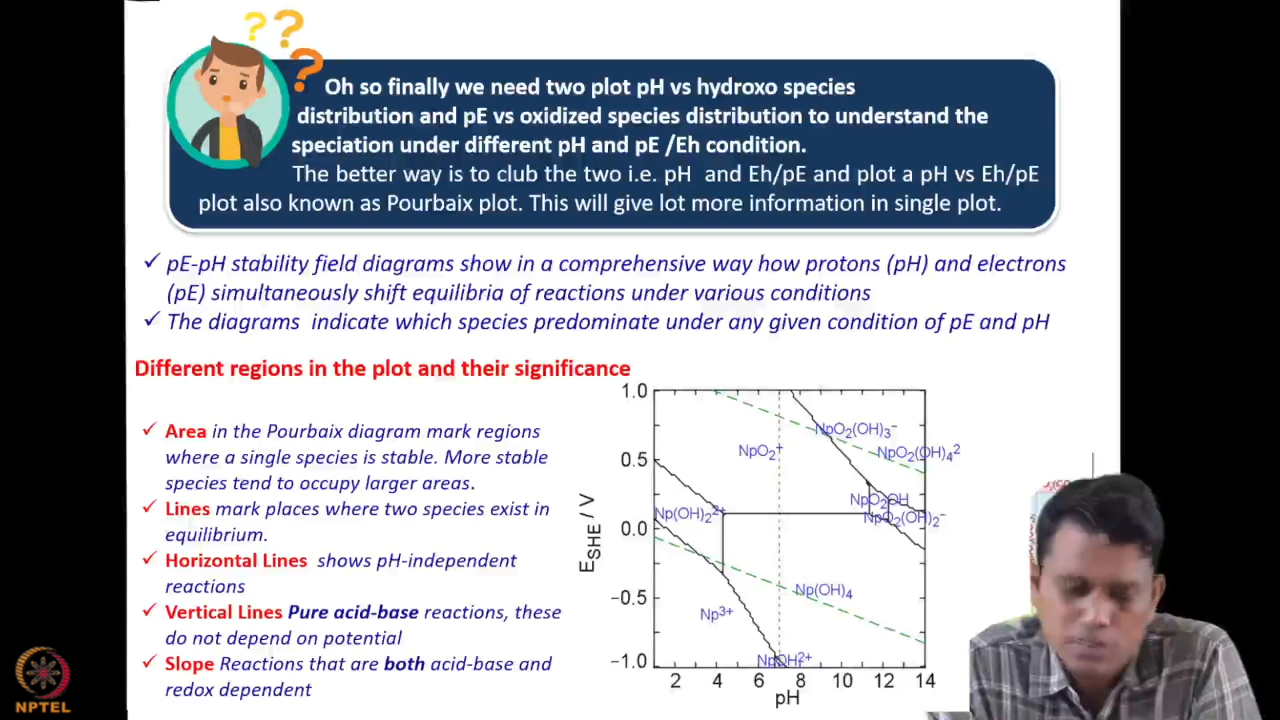 ? ? ?
Oh so finally we need two plot pH vs hydroxo species
distribution and pE vs oxidized species distribution to understand the
speciation under different pH and pE /Eh condition.
The better way is to club the two i.e. pH and Eh/pE and plot a pH vs Eh/pE
plot also known as Pourbaix plot. This will give lot more information in single plot.
✓ pE-pH stability field diagrams show in a comprehensive way how protons (pH) and electrons
(pE) simultaneously shift equilibria of reactions under various conditions
✓ The diagrams indicate which species predominate under any given condition of pE and pH
Different regions in the plot and their significance
✓ Area in the Pourbaix diagram mark regions
where a single species is stable. More stable
species tend to occupy larger areas.
✓ Lines mark places where two species exist in
equilibrium.
✓ Horizontal Lines shows pH-independent
reactions
✓ Vertical Lines Pure acid-base reactions, these
do not depend on potential
✓ Slope Reactions that are both acid-base and
redox dependent
1.0
0.5
0.0
−0.5
−1.0
E_SHE / V
NpO₂(OH)₃⁻
NpO₂⁺
NpO₂(OH)₄²
NpO₂OH
Np(OH)₂²⁺
NpO₂(OH)₂⁻
Np(OH)₄
Np³⁺
NpOH²⁺
2 4 6 8 10 12 14
pH
NPTEL